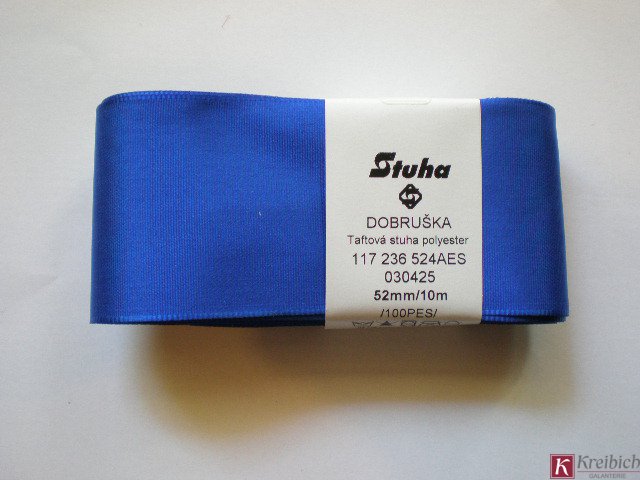 Stuha
DOBRUŠKA
Taftová stuha polyester
117 236 524AES
030425
52mm/10m
/100PES/
K Kreibich
GALANTERIE